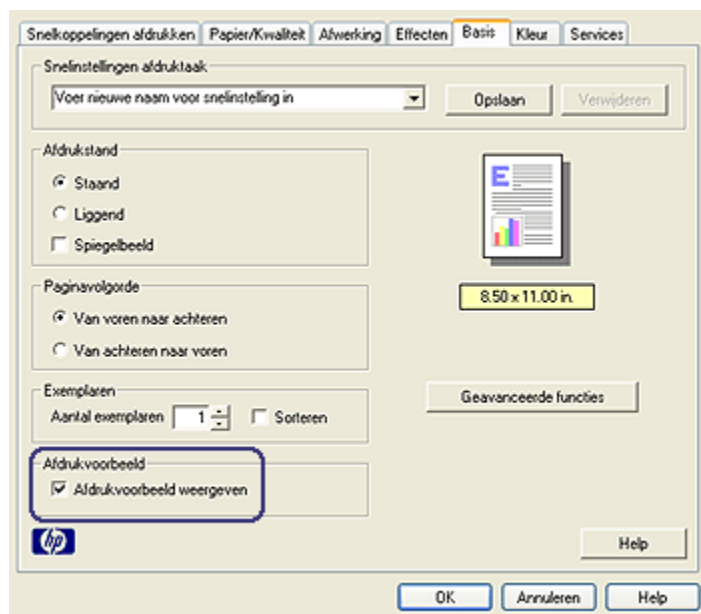 Snelkoppelingen afdrukken Papier/Kwaliteit Afwerking Effecten Basis Kleur Services
Snelinstellingen afdruktaak
Voer nieuwe naam voor snelinstelling in Opslaan Verwijderen
Afdrukstand
Staand
Liggend
Spiegelbeeld
E
8.50 x 11.00 in.
Paginavolgorde
Van voren naar achteren
Van achteren naar voren
Geavanceerde functies
Exemplaren
Aantal exemplaren 1 Sorteren
Afdrukvoorbeeld
Afdrukvoorbeeld weergeven
hp Help
OK Annuleren Help